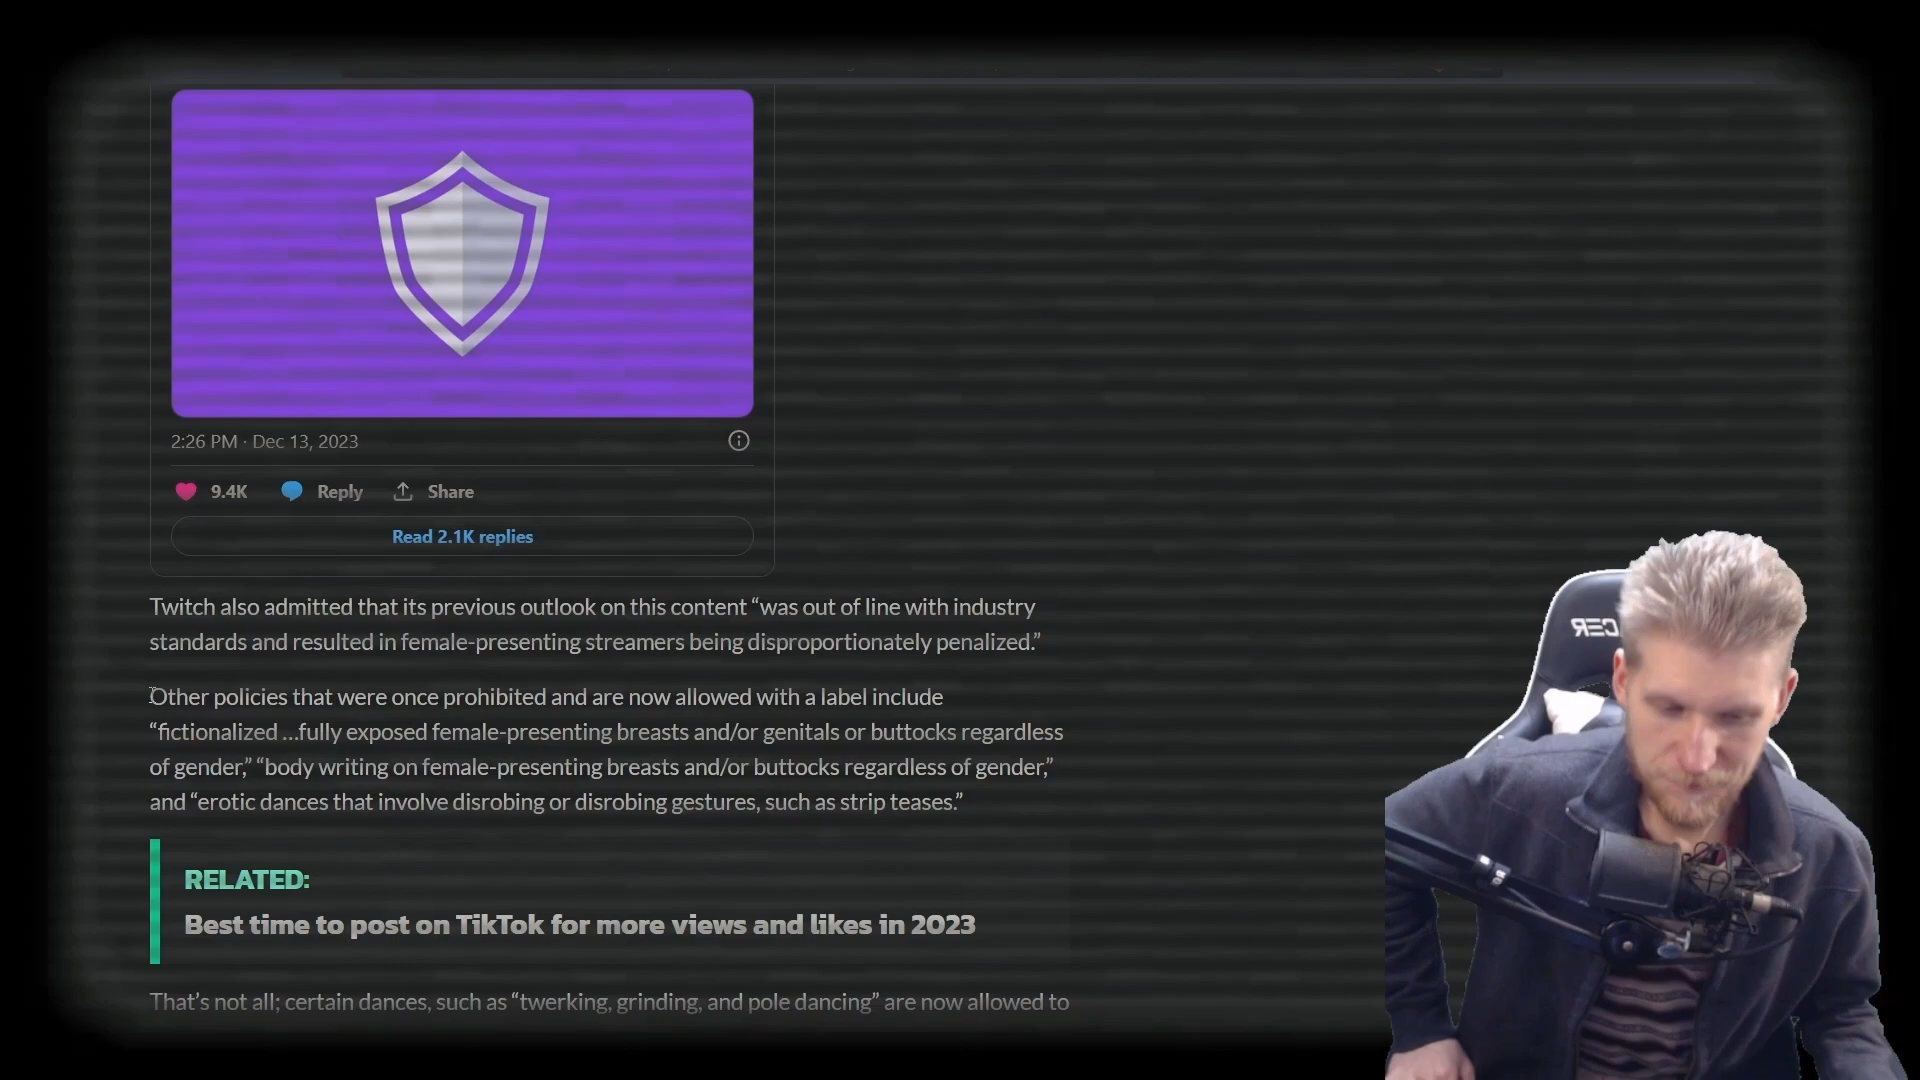 2:26 PM · Dec 13, 2023
9.4K Reply Share
Read 2.1K replies
Twitch also admitted that its previous outlook on this content “was out of line with industry
standards and resulted in female-presenting streamers being disproportionately penalized.”
Other policies that were once prohibited and are now allowed with a label include
“fictionalized …fully exposed female-presenting breasts and/or genitals or buttocks regardless
of gender,” “body writing on female-presenting breasts and/or buttocks regardless of gender,”
and “erotic dances that involve disrobing or disrobing gestures, such as strip teases.”
RELATED:
Best time to post on TikTok for more views and likes in 2023
That’s not all; certain dances, such as “twerking, grinding, and pole dancing” are now allowed to